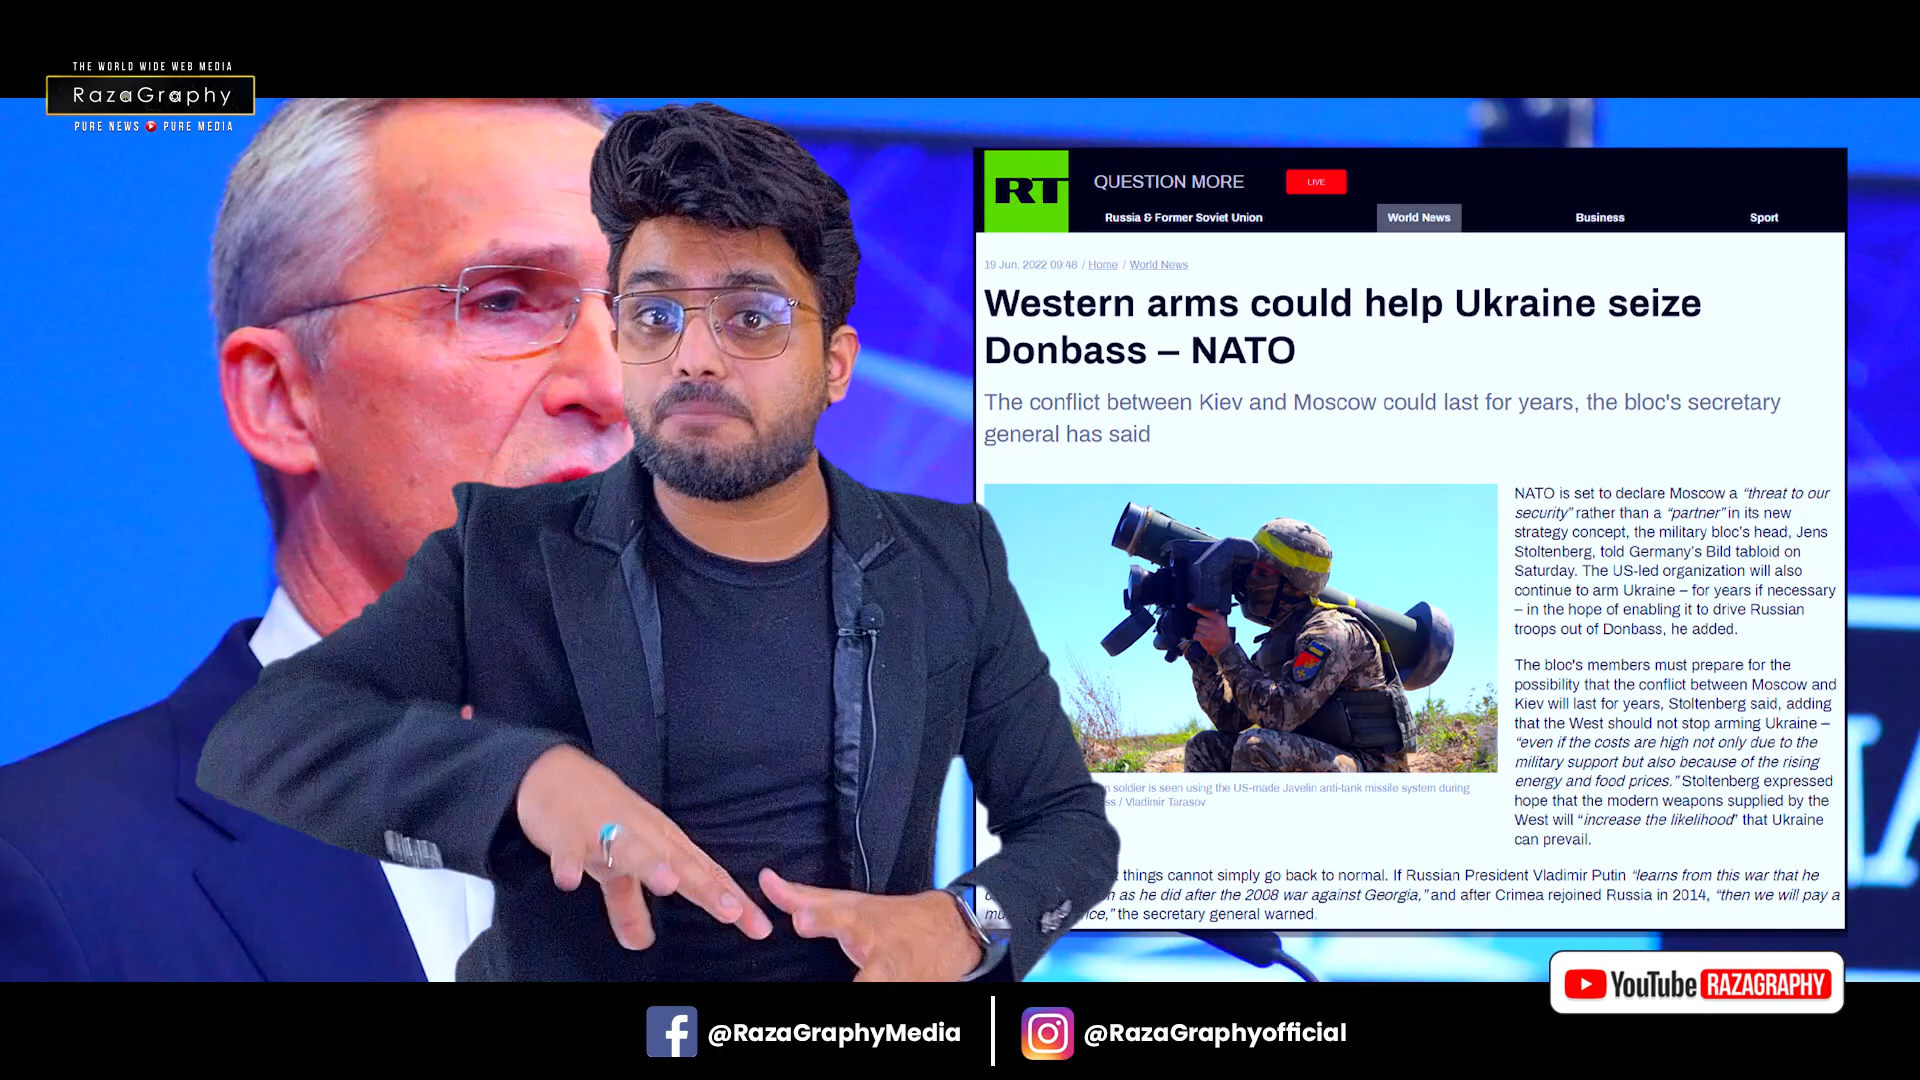 THE WORLD WIDE WEB MEDIA
RazaGraphy
PURE NEWS PURE MEDIA
RT
QUESTION MORE
LIVE
Russia & Former Soviet Union
World News
Business
Sport
19 Jun, 2022 09:48 / Home / World News
Western arms could help Ukraine seize
Donbass – NATO
The conflict between Kiev and Moscow could last for years, the bloc's secretary
general has said
NATO is set to declare Moscow a “threat to our
security” rather than a “partner” in its new
strategy concept, the military bloc’s head, Jens
Stoltenberg, told Germany’s Bild tabloid on
Saturday. The US-led organization will also
continue to arm Ukraine – for years if necessary
– in the hope of enabling it to drive Russian
troops out of Donbass, he added.
The bloc's members must prepare for the
possibility that the conflict between Moscow and
Kiev will last for years, Stoltenberg said, adding
that the West should not stop arming Ukraine –
“even if the costs are high not only due to the
military support but also because of the rising
energy and food prices.” Stoltenberg expressed
hope that the modern weapons supplied by the
West will “increase the likelihood” that Ukraine
can prevail.
soldier is seen using the US-made Javelin anti-tank missile system during
/ Vladimir Tarasov
things cannot simply go back to normal. If Russian President Vladimir Putin “learns from this war that he
as he did after the 2008 war against Georgia,” and after Crimea rejoined Russia in 2014, “then we will pay a
the secretary general warned.
YouTube RAZAGRAPHY
@RazaGraphyMedia
@RazaGraphyofficial